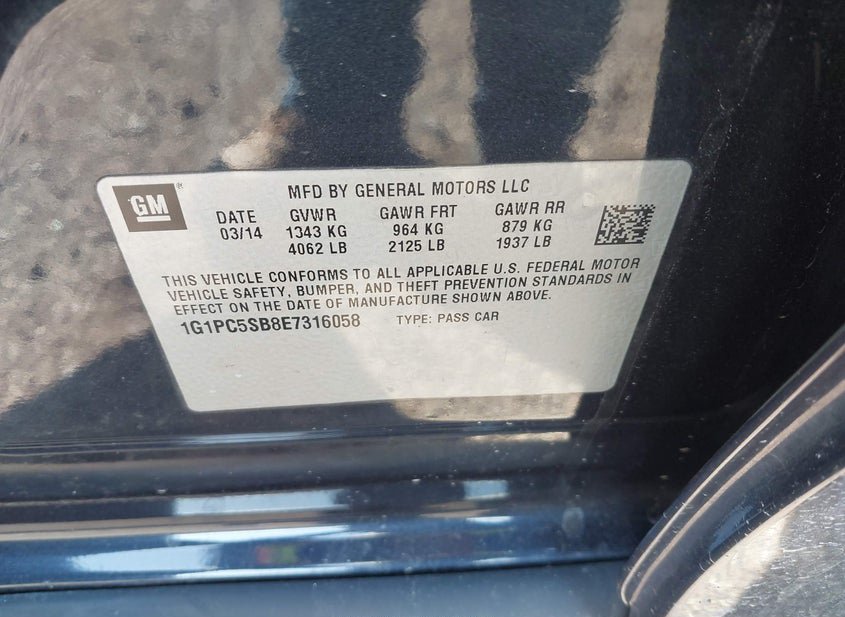 GM
MFD BY GENERAL MOTORS LLC
DATE GVWR GAWR FRT GAWR RR
03/14 1343 KG 964 KG 879 KG
4062 LB 2125 LB 1937 LB
THIS VEHICLE CONFORMS TO ALL APPLICABLE U.S. FEDERAL MOTOR
VEHICLE SAFETY, BUMPER, AND THEFT PREVENTION STANDARDS IN
EFFECT ON THE DATE OF MANUFACTURE SHOWN ABOVE.
1G1PC5SB8E7316058 TYPE: PASS CAR